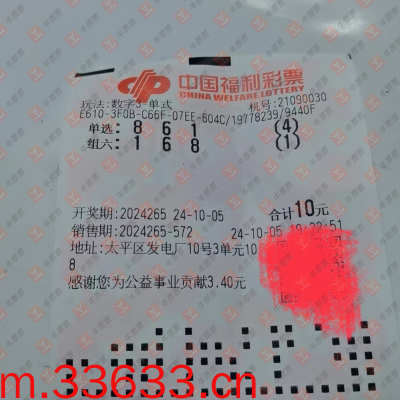 中国福利彩票
CHINA WELFARE LOTTERY
玩法:数字3-单式 机号:21090030
E610-3F0B-C66F-07EE-604C/19778239/9440F
单选: 8 6 1 (4)
组六: 1 6 8 (1)
开奖期:2024265 24-10-05 合计10元
销售期:2024265-572 24-10-05 :51
地址:太平区发电厂10号3单元10
8
感谢您为公益事业贡献3.40元
m.33633.cn